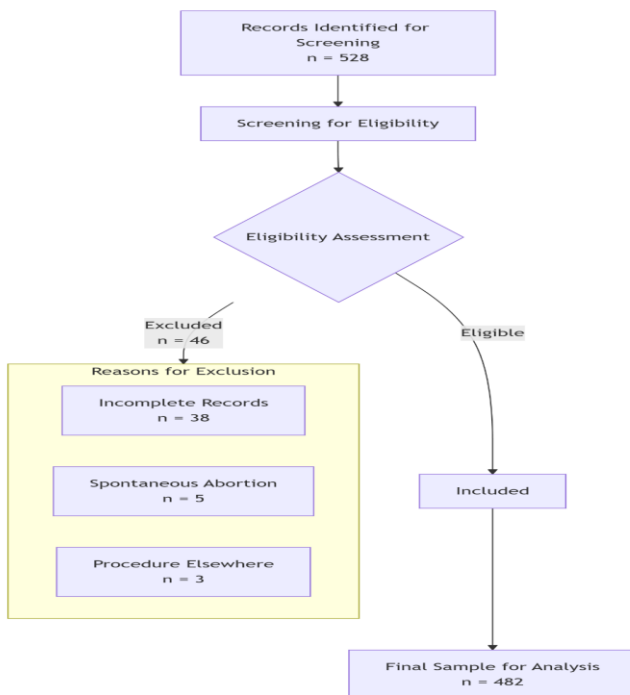 Records Identified for
Screening
n = 528
Screening for Eligibility
Eligibility Assessment
Excluded
n = 46
Eligible
Reasons for Exclusion
Incomplete Records
n = 38
Spontaneous Abortion
n = 5
Procedure Elsewhere
n = 3
Included
Final Sample for Analysis
n = 482